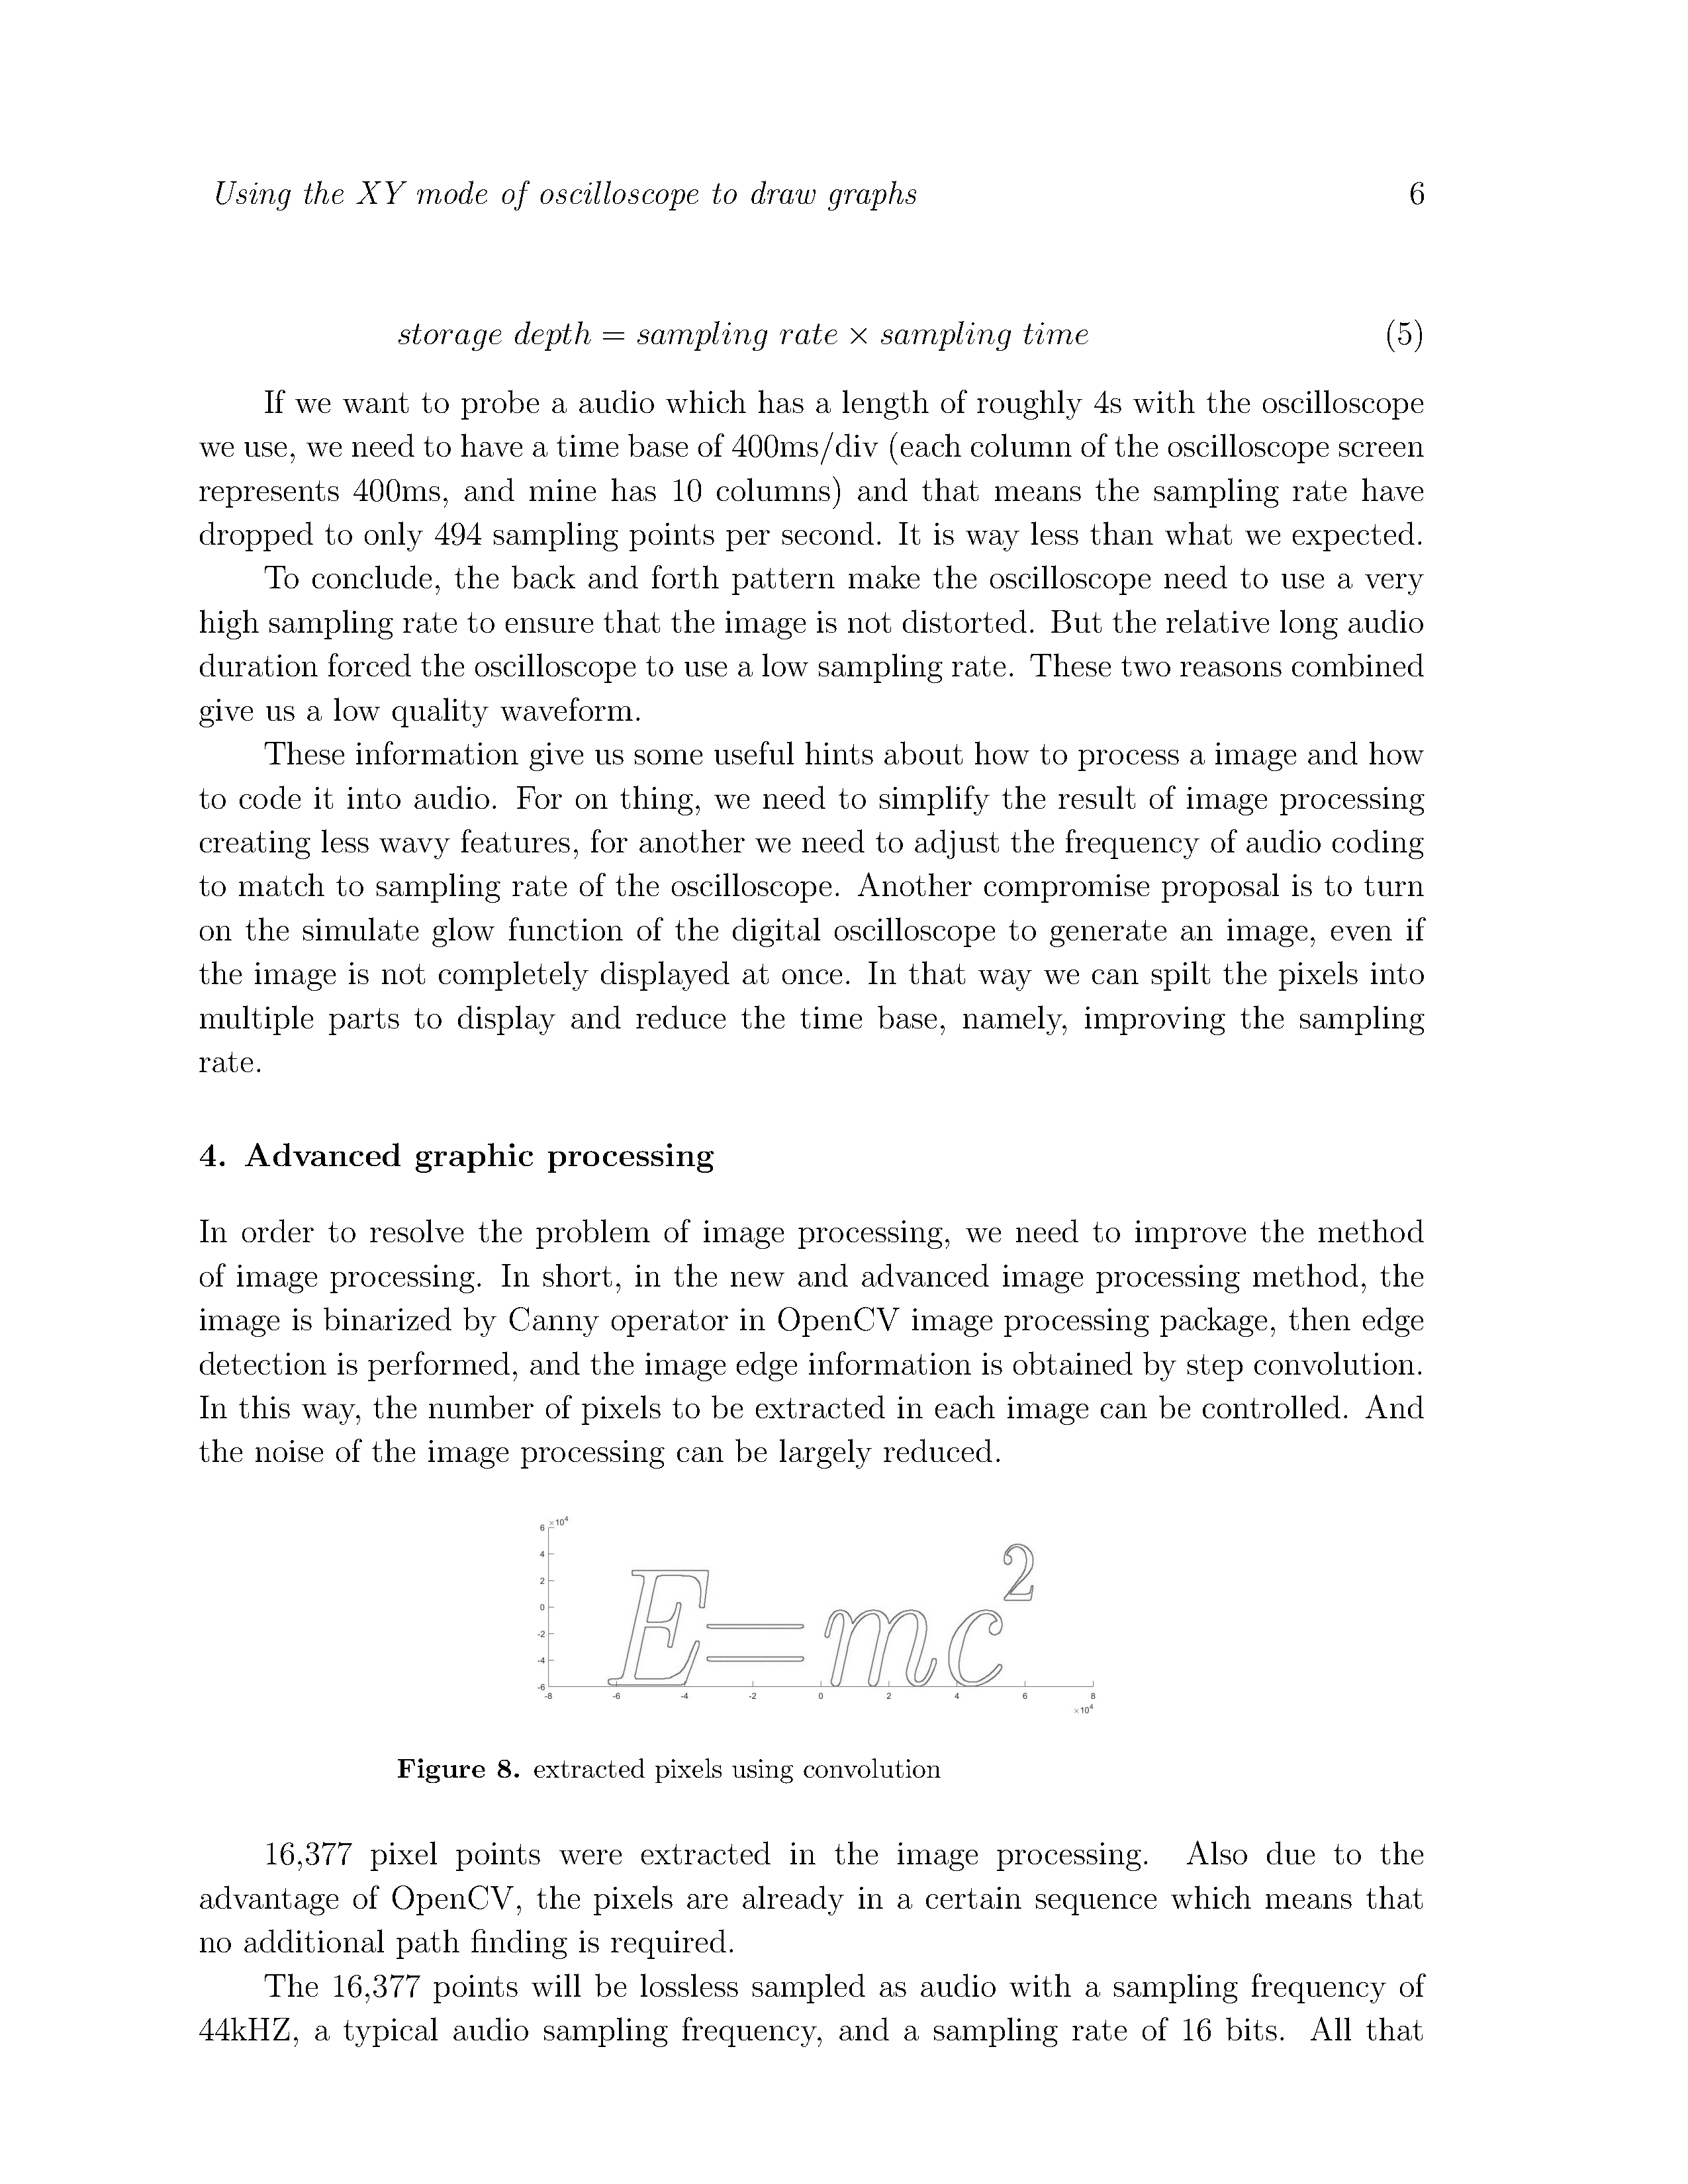 Using the XY mode of oscilloscope to draw graphs 6
storage depth = sampling rate × sampling time (5)
If we want to probe a audio which has a length of roughly 4s with the oscilloscope
we use, we need to have a time base of 400ms/div (each column of the oscilloscope screen
represents 400ms, and mine has 10 columns) and that means the sampling rate have
dropped to only 494 sampling points per second. It is way less than what we expected.
To conclude, the back and forth pattern make the oscilloscope need to use a very
high sampling rate to ensure that the image is not distorted. But the relative long audio
duration forced the oscilloscope to use a low sampling rate. These two reasons combined
give us a low quality waveform.
These information give us some useful hints about how to process a image and how
to code it into audio. For on thing, we need to simplify the result of image processing
creating less wavy features, for another we need to adjust the frequency of audio coding
to match to sampling rate of the oscilloscope. Another compromise proposal is to turn
on the simulate glow function of the digital oscilloscope to generate an image, even if
the image is not completely displayed at once. In that way we can spilt the pixels into
multiple parts to display and reduce the time base, namely, improving the sampling
rate.
4. Advanced graphic processing
In order to resolve the problem of image processing, we need to improve the method
of image processing. In short, in the new and advanced image processing method, the
image is binarized by Canny operator in OpenCV image processing package, then edge
detection is performed, and the image edge information is obtained by step convolution.
In this way, the number of pixels to be extracted in each image can be controlled. And
the noise of the image processing can be largely reduced.
×10⁴
6
4
2
0
-2
-4
-6
E=mc²
-8 -6 -4 -2 0 2 4 6 8
×10⁴
Figure 8. extracted pixels using convolution
16,377 pixel points were extracted in the image processing. Also due to the
advantage of OpenCV, the pixels are already in a certain sequence which means that
no additional path finding is required.
The 16,377 points will be lossless sampled as audio with a sampling frequency of
44kHZ, a typical audio sampling frequency, and a sampling rate of 16 bits. All that